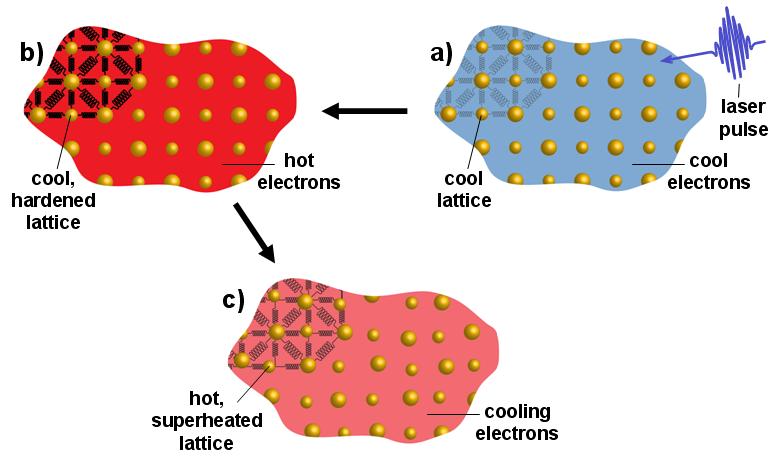 b)
a)
laser
pulse
hot
electrons
cool,
hardened
lattice
cool
lattice
cool
electrons
c)
hot,
superheated
lattice
cooling
electrons